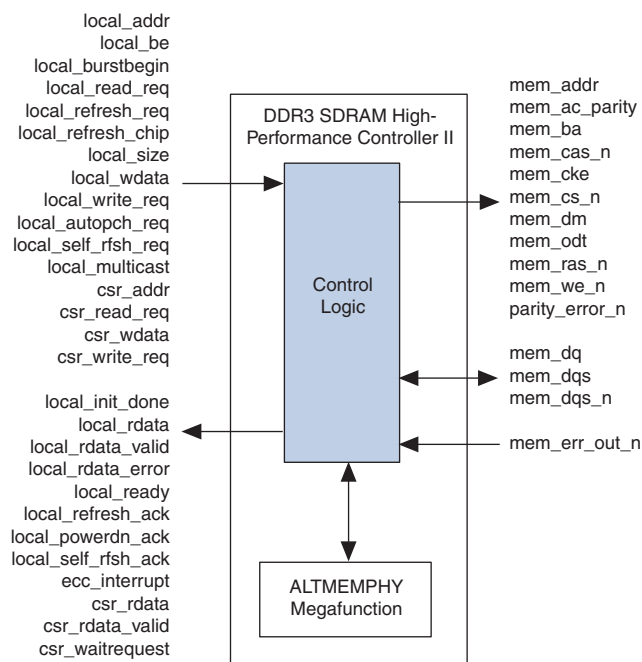 local_addr
local_be
local_burstbegin
local_read_req
local_refresh_req
local_refresh_chip
local_size
local_wdata
local_write_req
local_autopch_req
local_self_rfsh_req
local_multicast
csr_addr
csr_read_req
csr_wdata
csr_write_req
local_init_done
local_rdata
local_rdata_valid
local_rdata_error
local_ready
local_refresh_ack
local_powerdn_ack
local_self_rfsh_ack
ecc_interrupt
csr_rdata
csr_rdata_valid
csr_waitrequest
DDR3 SDRAM High-
Performance Controller II
Control
Logic
ALTMEMPHY
Megafunction
mem_addr
mem_ac_parity
mem_ba
mem_cas_n
mem_cke
mem_cs_n
mem_dm
mem_odt
mem_ras_n
mem_we_n
parity_error_n
mem_dq
mem_dqs
mem_dqs_n
mem_err_out_n